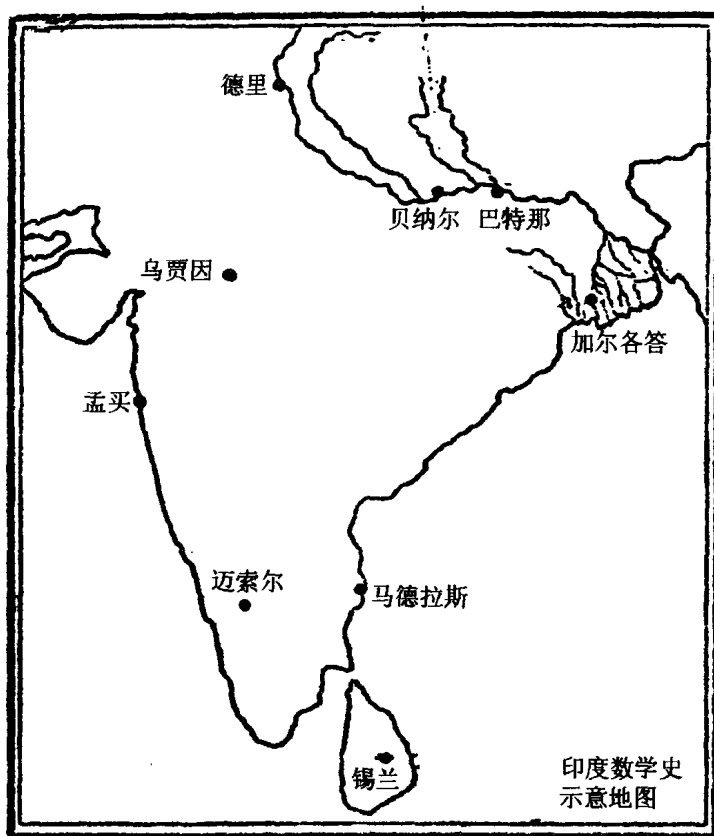 德里
贝纳尔 巴特那
乌贾因
加尔各答
孟买
迈索尔
马德拉斯
锡兰
印度数学史
示意地图